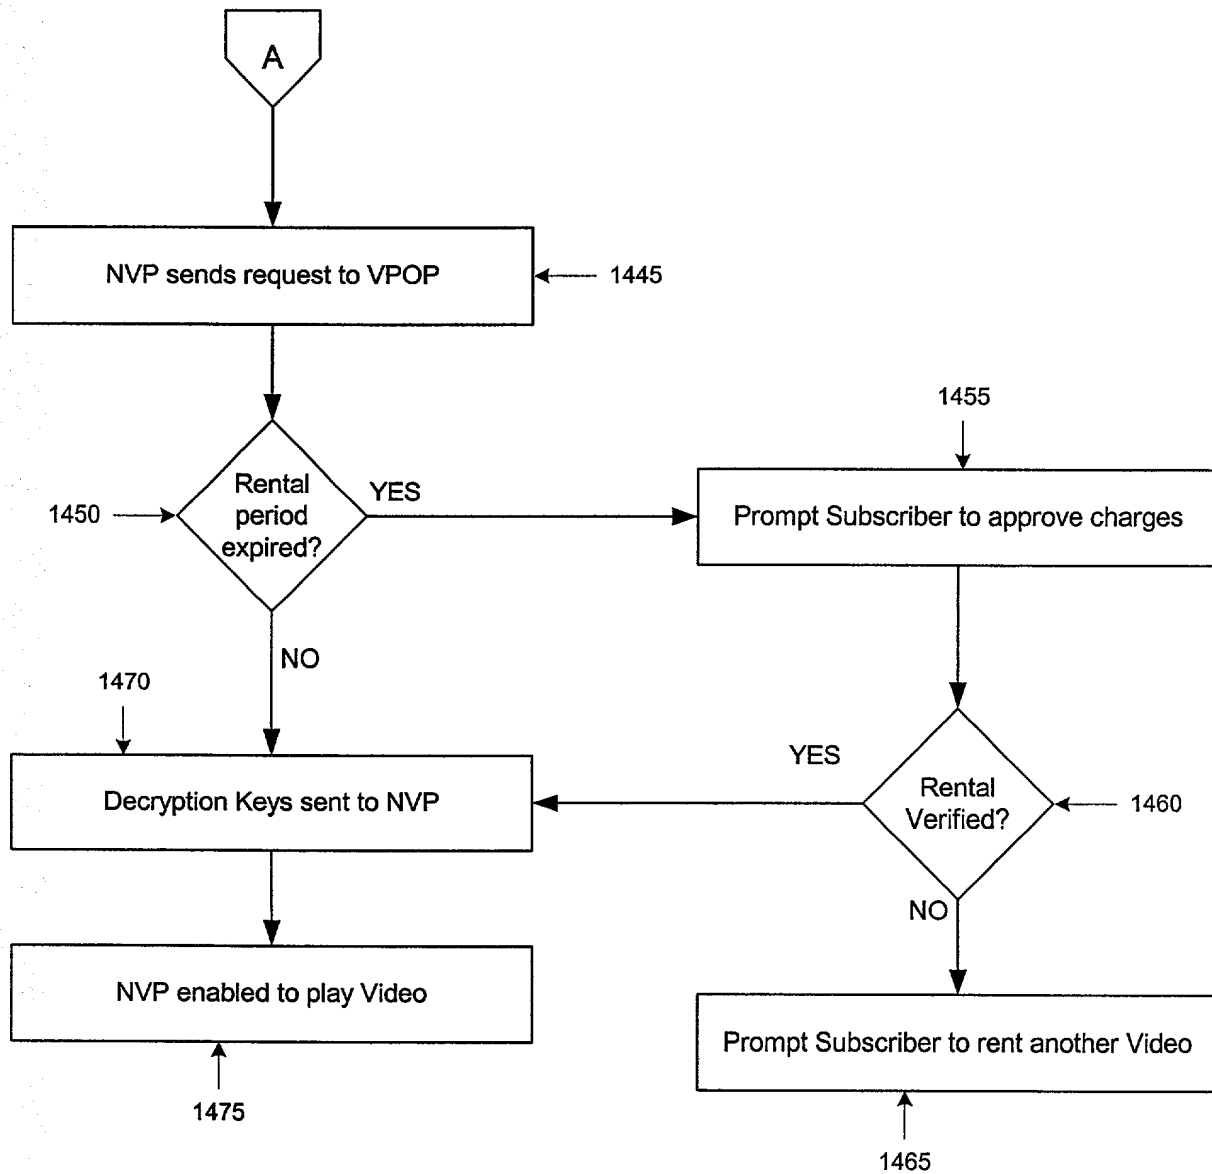 A
NVP sends request to VPOP
1445
1455
Rental
period
expired?
YES
1450
Prompt Subscriber to approve charges
NO
1470
YES
Decryption Keys sent to NVP
Rental
Verified?
1460
NO
NVP enabled to play Video
Prompt Subscriber to rent another Video
1475
1465